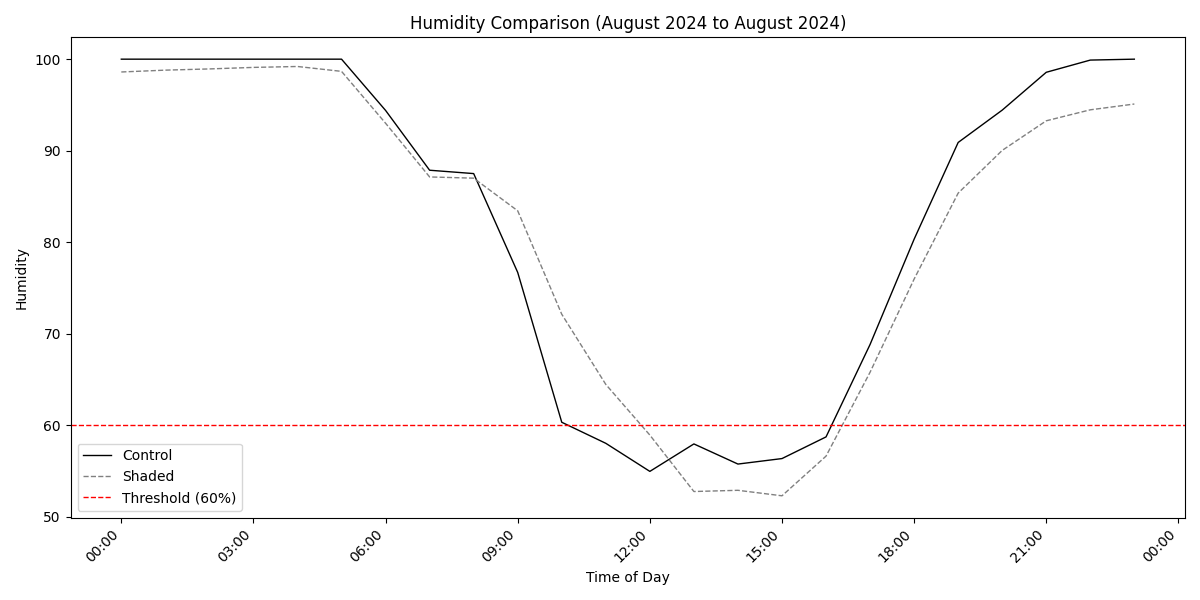 Humidity Comparison (August 2024 to August 2024)
100
90
80
70
60
50
Humidity
Control
Shaded
Threshold (60%)
00:00
03:00
06:00
09:00
12:00
15:00
18:00
21:00
00:00
Time of Day